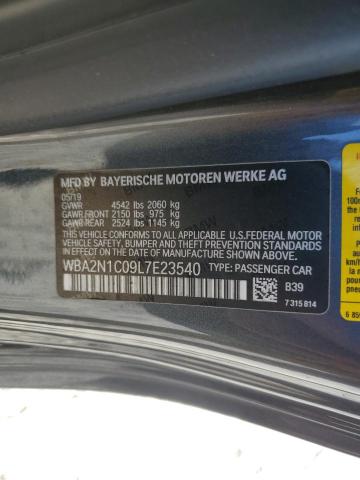 MFD BY BAYERISCHE MOTOREN WERKE AG
05/19
GVWR 4542 lbs 2060 kg
GAWR FRONT 2150 lbs 975 kg
GAWR REAR 2524 lbs 1145 kg
THIS VEHICLE CONFORMS TO ALL APPLICABLE U.S. FEDERAL MOTOR
VEHICLE SAFETY, BUMPER, AND THEFT PREVENTION STANDARDS IN
EFFECT ON THE DATE OF MANUFACTURE SHOWN ABOVE.
WBA2N1C09L7E23540 TYPE: PASSENGER CAR
B39
7 315 814